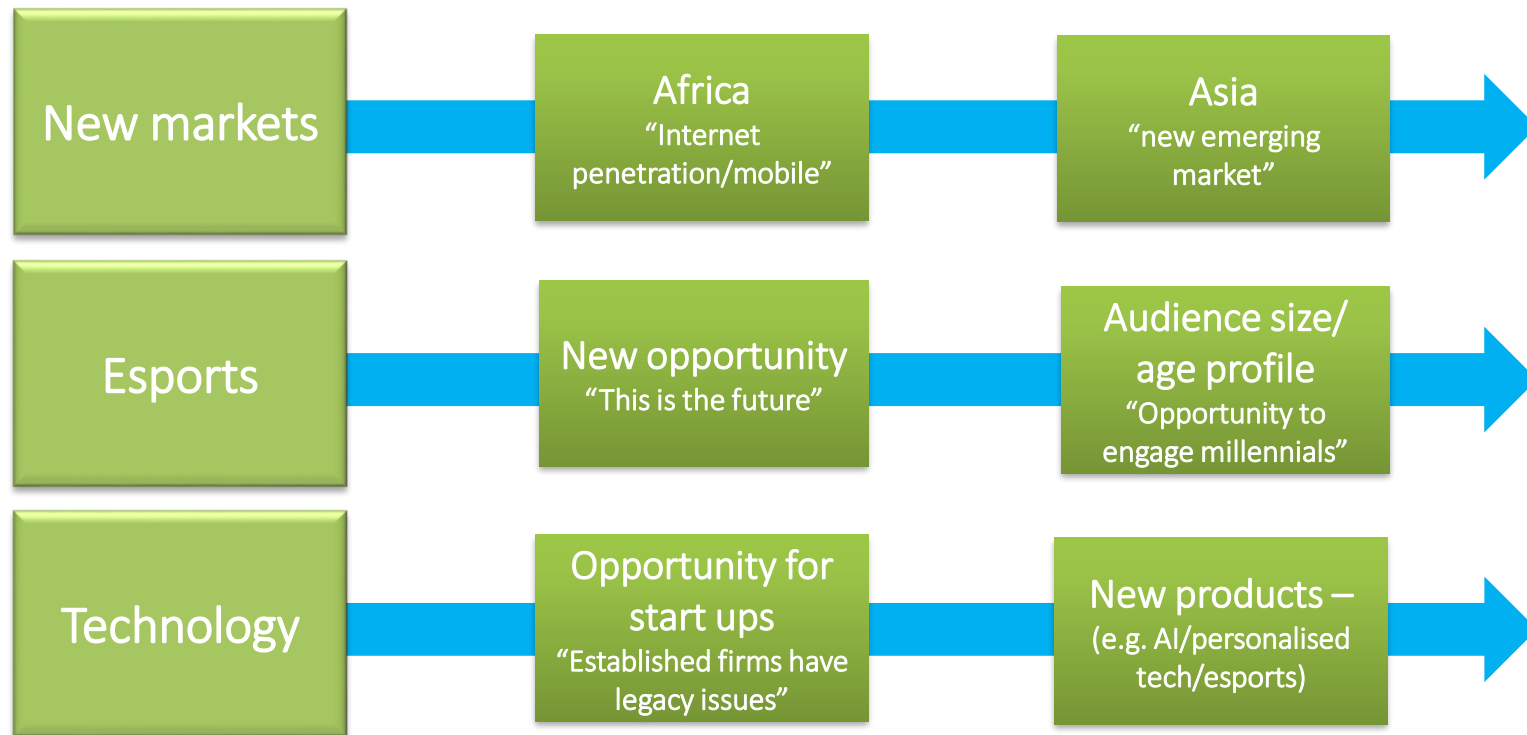 New markets
Africa
“Internet
penetration/mobile”
Asia
“new emerging
market”
Esports
New opportunity
“This is the future”
Audience size/
age profile
“Opportunity to
engage millennials”
Technology
Opportunity for
start ups
“Established firms have
legacy issues”
New products –
(e.g. AI/personalised
tech/esports)